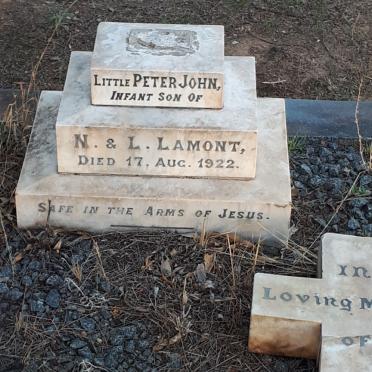 Little Peter John,
Infant Son of
N. & L. Lamont,
Died 17. Aug. 1922.
Safe in the Arms of Jesus.
In
Loving M
of